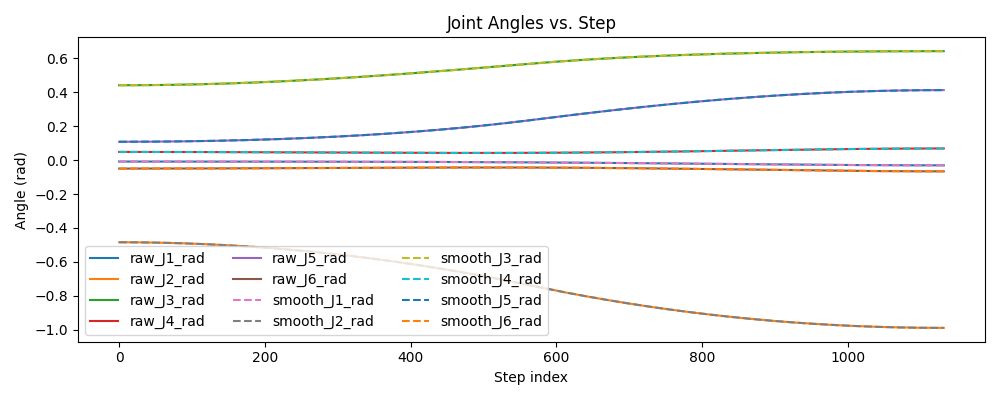 Joint Angles vs. Step
Angle (rad)
0.6
0.4
0.2
0.0
−0.2
−0.4
−0.6
−0.8
−1.0
raw_J1_rad
raw_J2_rad
raw_J3_rad
raw_J4_rad
raw_J5_rad
raw_J6_rad
smooth_J1_rad
smooth_J2_rad
smooth_J3_rad
smooth_J4_rad
smooth_J5_rad
smooth_J6_rad
0 200 400 600 800 1000
Step index